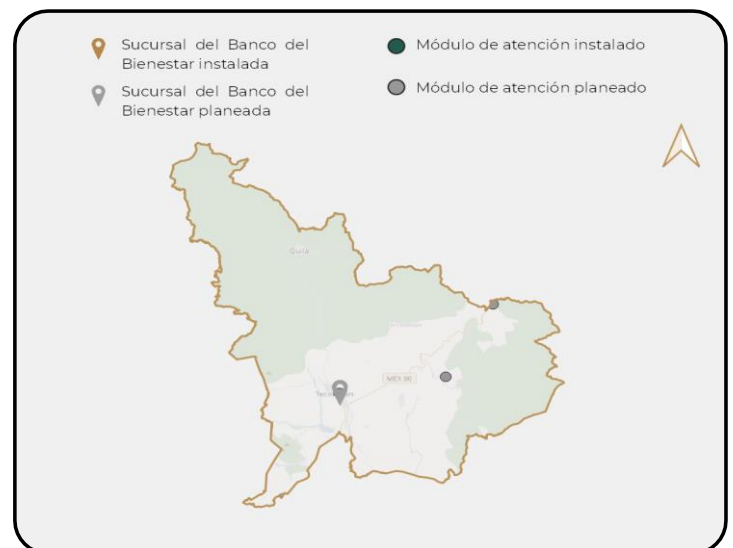 Sucursal del Banco del
Bienestar instalada
Módulo de atención instalado
Sucursal del Banco del
Bienestar planeada
Módulo de atención planeado
Quila
MEX 80